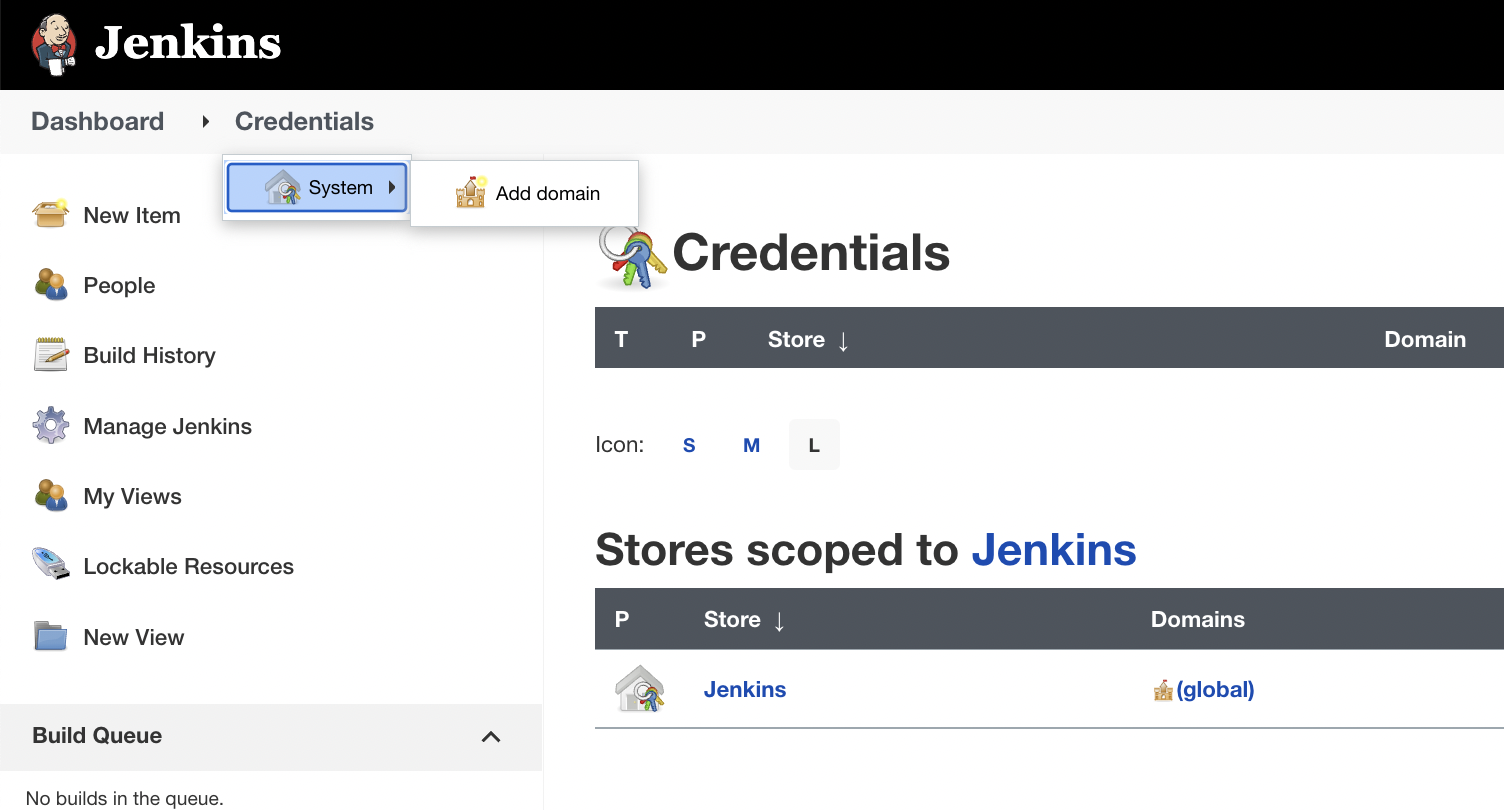 Jenkins
Dashboard Credentials
System Add domain
New Item
People
Build History
Manage Jenkins
My Views
Lockable Resources
New View
Build Queue
No builds in the queue.
Credentials
T P Store ↓ Domain
Icon: S M L
Stores scoped to Jenkins
P Store ↓ Domains
Jenkins (global)